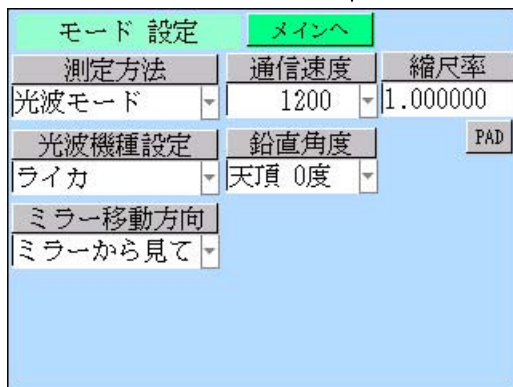 モード 設定 メインへ
測定方法 通信速度 縮尺率
光波モード 1200 1.000000
光波機種設定 鉛直角度 PAD
ライカ 天頂 0度
ミラー移動方向
ミラーから見て